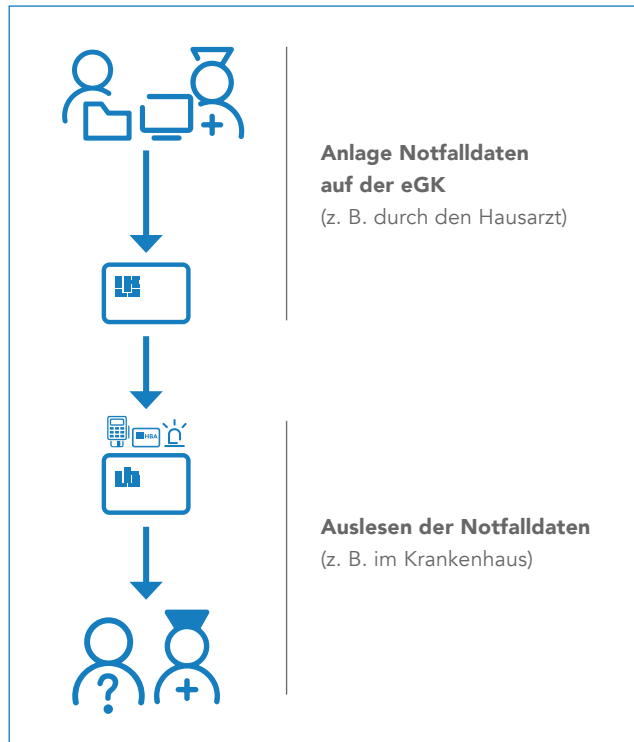 Anlage Notfalldaten
auf der eGK
(z. B. durch den Hausarzt)
HBA
Auslesen der Notfalldaten
(z. B. im Krankenhaus)
?